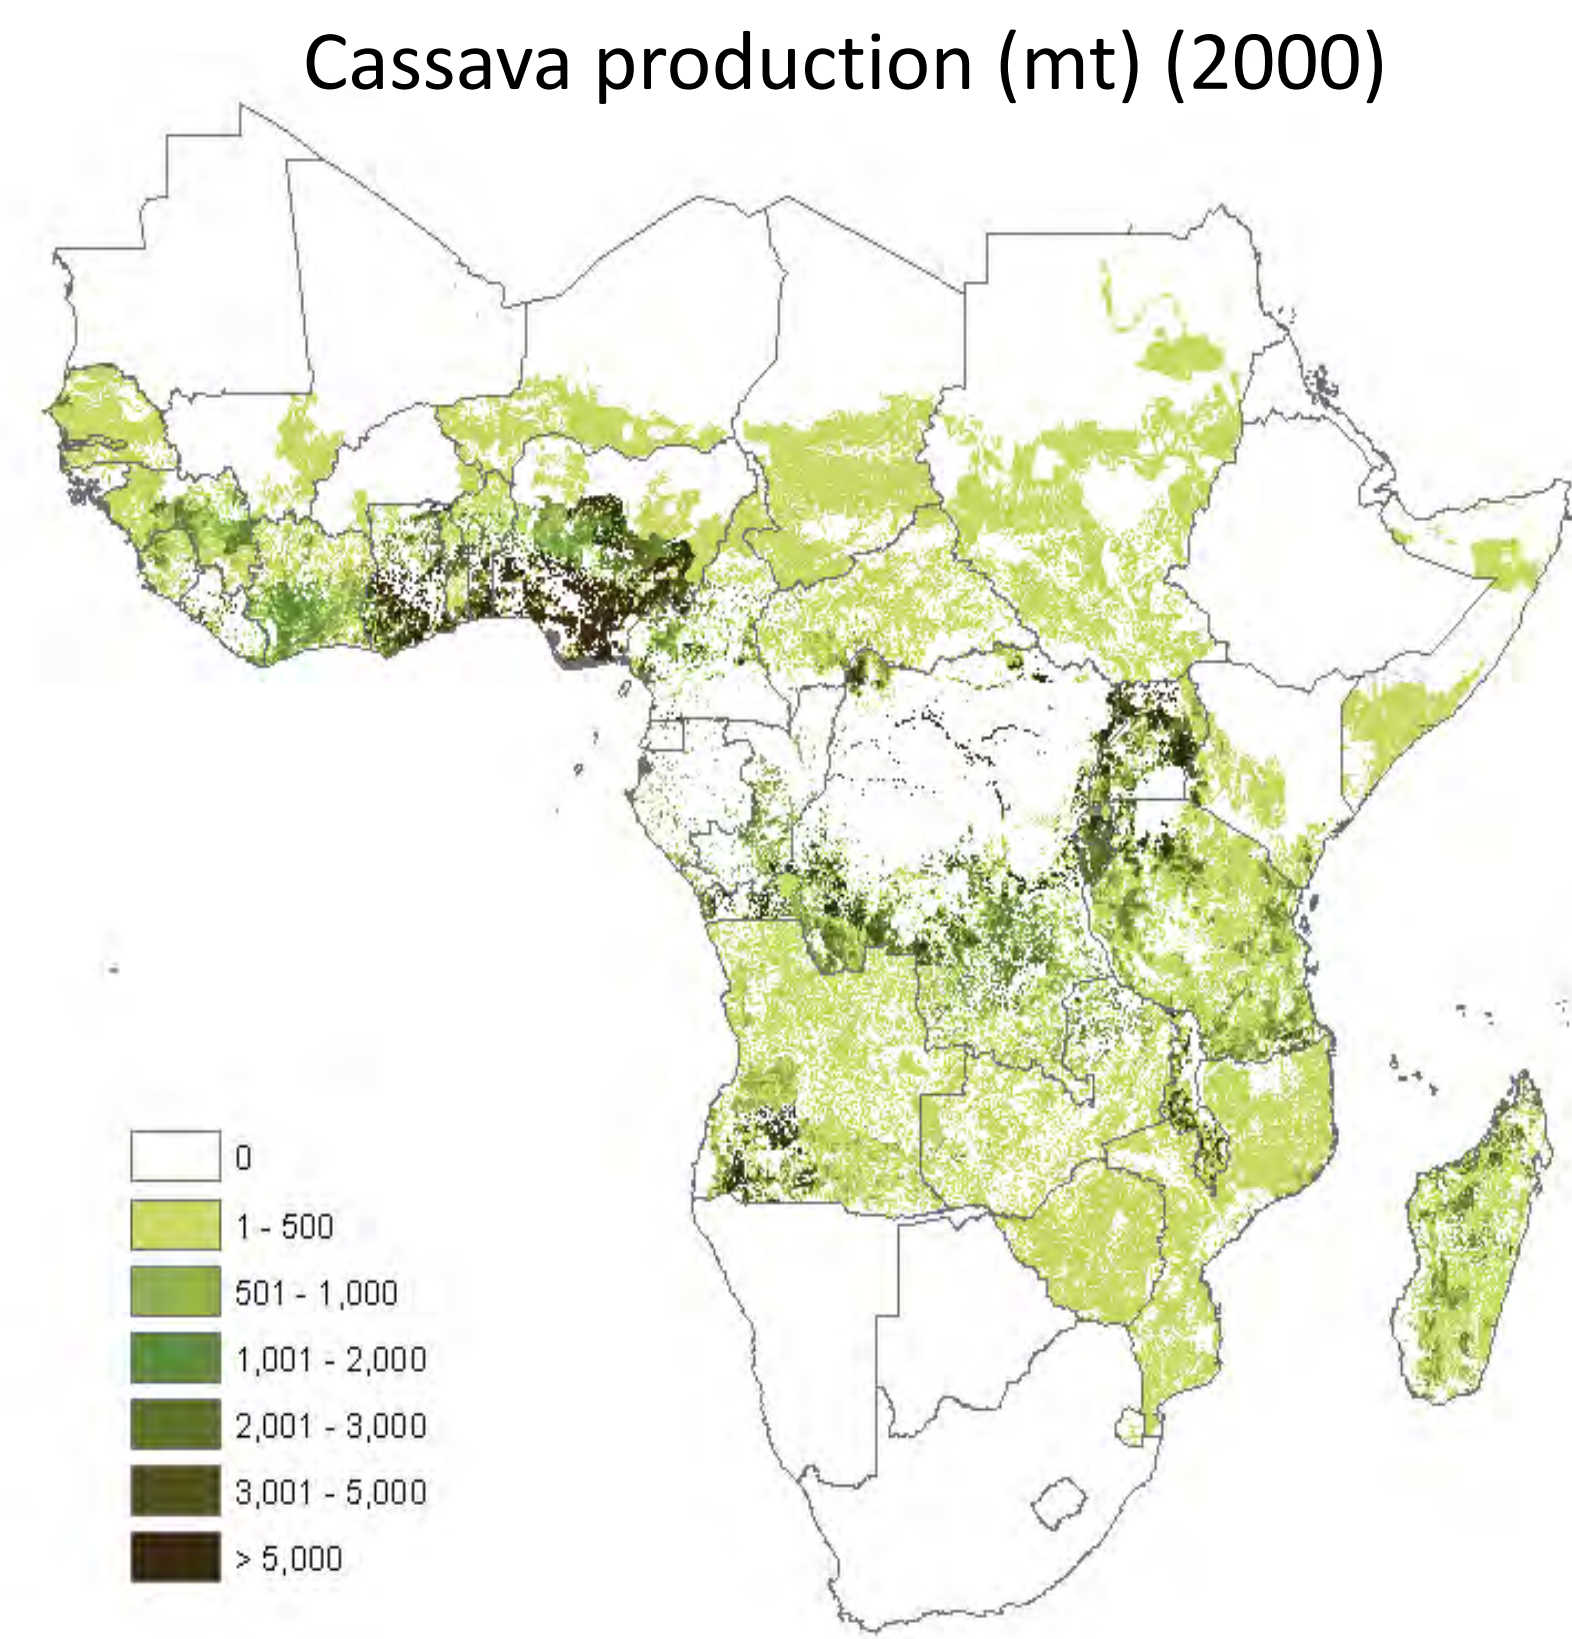 Cassava production (mt) (2000)
0
1 - 500
501 - 1,000
1,001 - 2,000
2,001 - 3,000
3,001 - 5,000
> 5,000